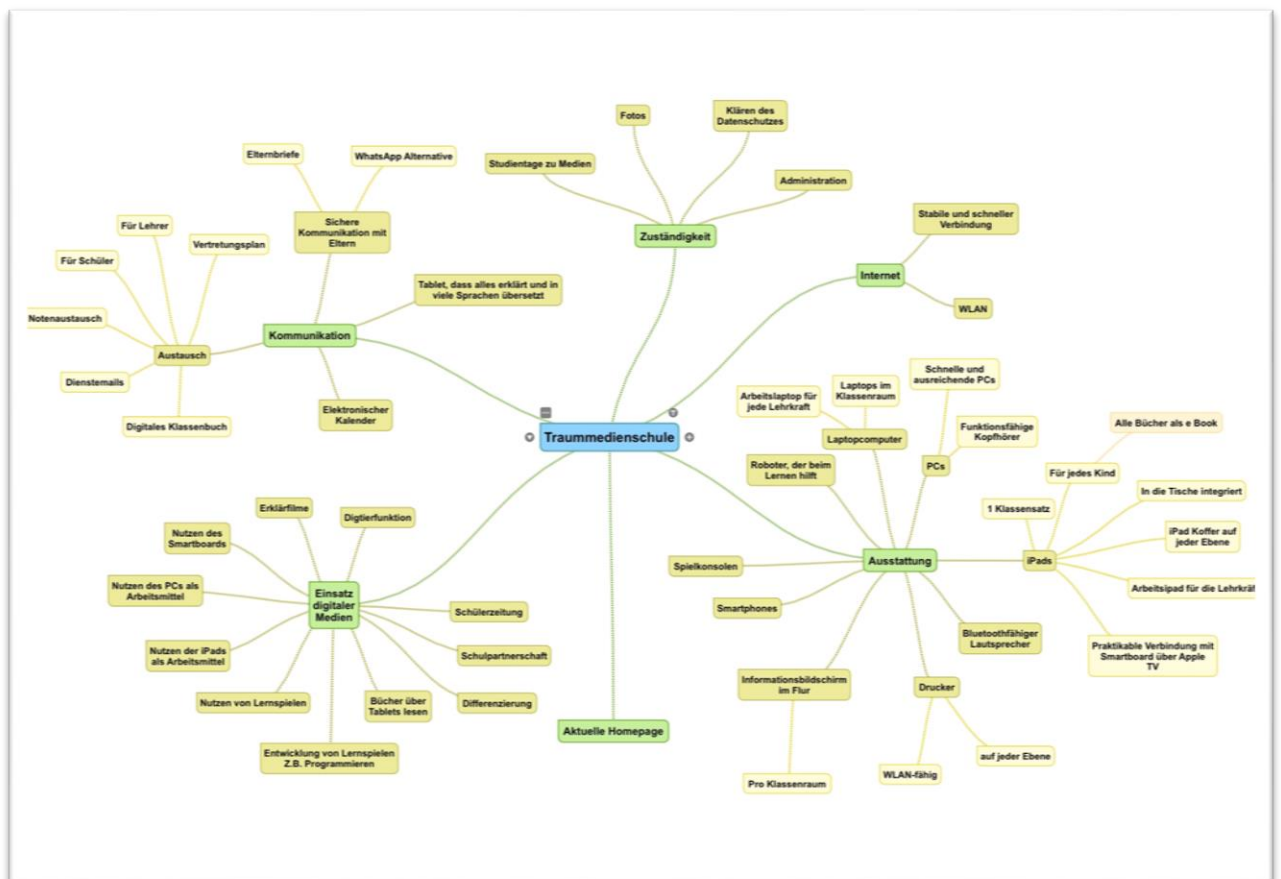 Fotos
Klären des
Datenschutzes
Studientage zu Medien
Administration
Zuständigkeit
Elternbriefe
WhatsApp Alternative
Sichere
Kommunikation mit
Eltern
Für Lehrer
Vertretungsplan
Für Schüler
Notenaustausch
Austausch
Dienstemails
Digitales Klassenbuch
Kommunikation
Tablet, dass alles erklärt und in
viele Sprachen übersetzt
Elektronischer
Kalender
Stabile und schneller
Verbindung
Internet
WLAN
Traummedienschule
Arbeitslaptop für
jede Lehrkraft
Laptops im
Klassenraum
Laptopcomputer
Schnelle und
ausreichende PCs
Funktionsfähige
Kopfhörer
PCs
Roboter, der beim
Lernen hilft
Alle Bücher als e Book
Für jedes Kind
1 Klassensatz
In die Tische integriert
iPad Koffer auf
jeder Ebene
iPads
Arbeitsipad für die
Praktikable Verbindung mit
Smartboard über Apple
TV
Ausstattung
Spielkonsolen
Smartphones
Bluetoothfähiger
Lautsprecher
Informationsbildschirm
im Flur
Pro Klassenraum
Drucker
WLAN-fähig
auf jeder Ebene
Erklärfilme
Digtierfunktion
Nutzen des
Smartboards
Nutzen des PCs als
Arbeitsmittel
Einsatz
digitaler
Medien
Schülerzeitung
Nutzen der iPads
als Arbeitsmittel
Schulpartnerschaft
Nutzen von Lernspielen
Bücher über
Tablets lesen
Differenzierung
Entwicklung von Lernspielen
Z.B. Programmieren
Aktuelle Homepage